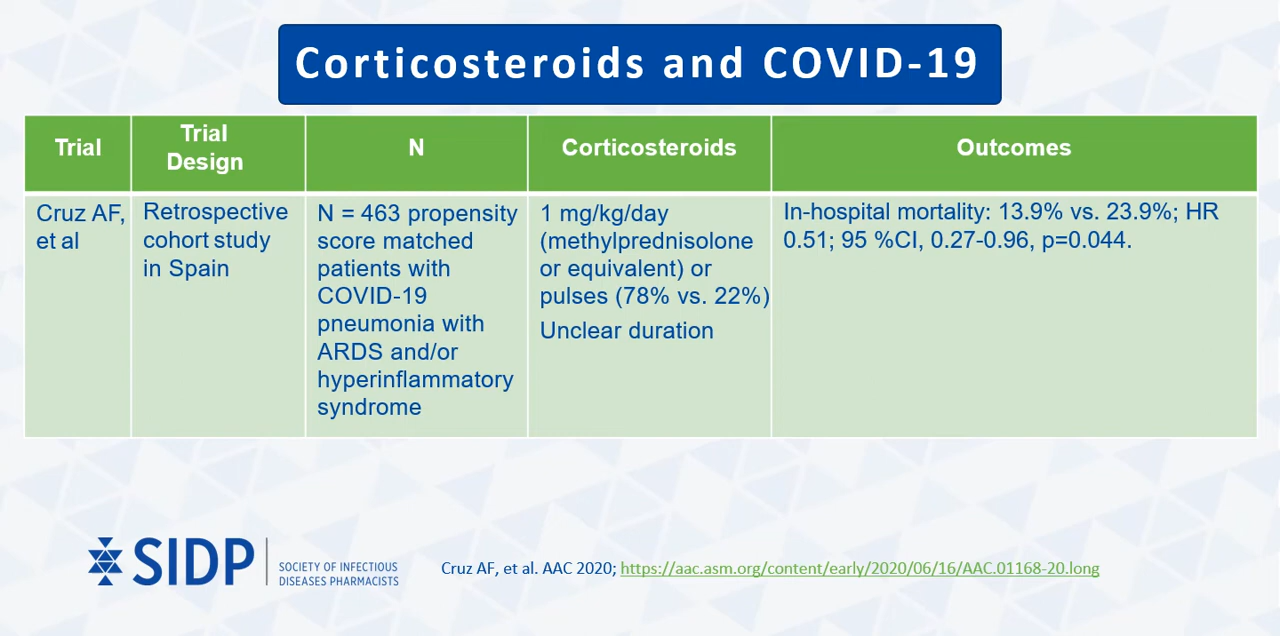 Corticosteroids and COVID-19
Trial
Trial
Design
N
Corticosteroids
Outcomes
Cruz AF,
et al
Retrospective
cohort study
in Spain
N = 463 propensity
score matched
patients with
COVID-19
pneumonia with
ARDS and/or
hyperinflammatory
syndrome
1 mg/kg/day
(methylprednisolone
or equivalent) or
pulses (78% vs. 22%)
Unclear duration
In-hospital mortality: 13.9% vs. 23.9%; HR
0.51; 95 %CI, 0.27-0.96, p=0.044.
SIDP
SOCIETY OF INFECTIOUS
DISEASES PHARMACISTS
Cruz AF, et al. AAC 2020; https://aac.asm.org/content/early/2020/06/16/AAC.01168-20.long